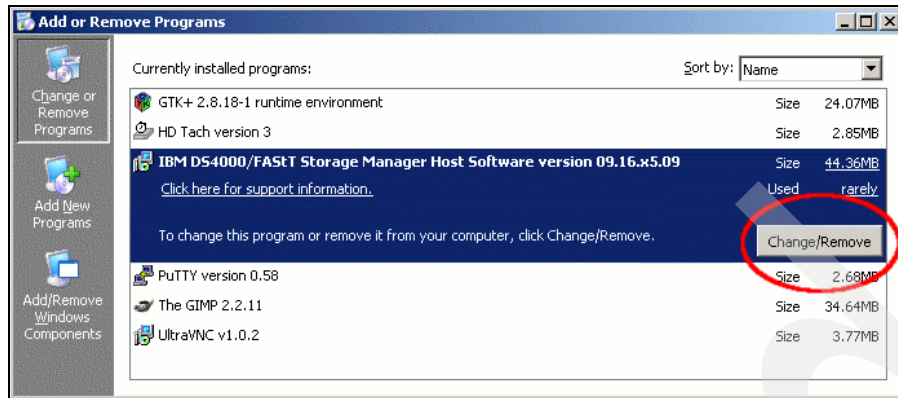 Add or Remove Programs
Change or
Remove
Programs
Add New
Programs
Add/Remove
Windows
Components
Currently installed programs:
Sort by: Name
GTK+ 2.8.18-1 runtime environment Size 24.07MB
HD Tach version 3 Size 2.85MB
IBM DS4000/FAStT Storage Manager Host Software version 09.16.x5.09 Size 44.36MB
Click here for support information. Used rarely
To change this program or remove it from your computer, click Change/Remove. Change/Remove
PuTTY version 0.58 Size 2.68MB
The GIMP 2.2.11 Size 34.64MB
UltraVNC v1.0.2 Size 3.77MB